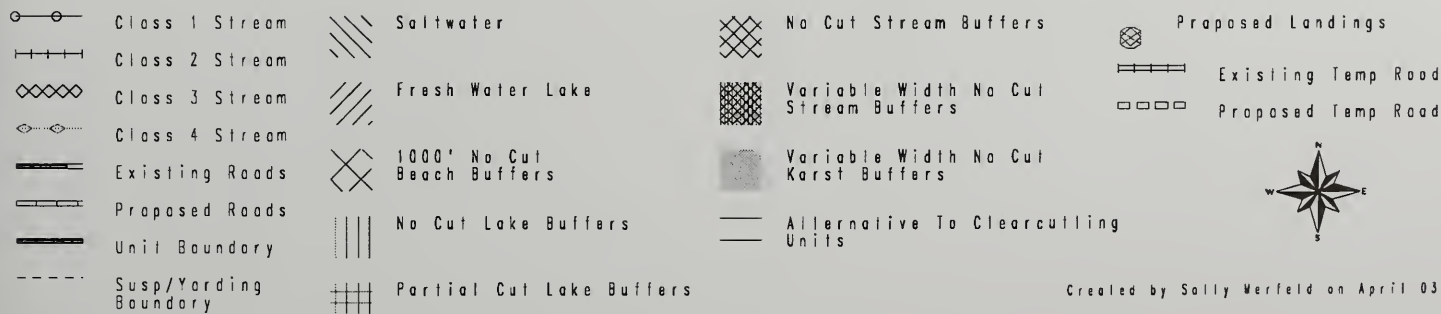 Class 1 Stream
Class 2 Stream
Class 3 Stream
Class 4 Stream
Existing Roads
Proposed Roads
Unit Boundary
Susp/Yarding
Boundary
Saltwater
Fresh Water Lake
1000' No Cut
Beach Buffers
No Cut Lake Buffers
Partial Cut Lake Buffers
No Cut Stream Buffers
Variable Width No Cut
Stream Buffers
Variable Width No Cut
Karst Buffers
Alternative To Clearcutting
Units
Proposed Landings
Existing Temp Road
Proposed Temp Road
N
W E
S
Created by Sally Werfeld on April 03